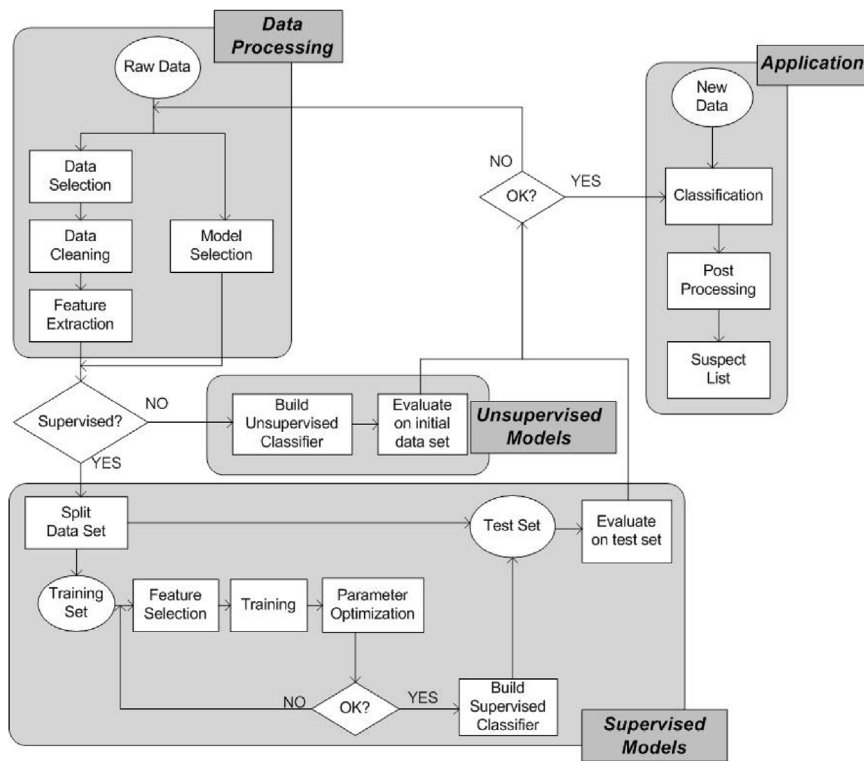 Data
Processing
Raw Data
Application
New
Data
NO
YES
OK?
Data
Selection
Classification
Data
Cleaning
Model
Selection
Post
Processing
Feature
Extraction
Suspect
List
Supervised?
NO
YES
Build
Unsupervised
Classifier
Evaluate
on initial
data set
Unsupervised
Models
Split
Data Set
Test Set
Evaluate
on test set
Training
Set
Feature
Selection
Training
Parameter
Optimization
NO
OK?
YES
Build
Supervised
Classifier
Supervised
Models